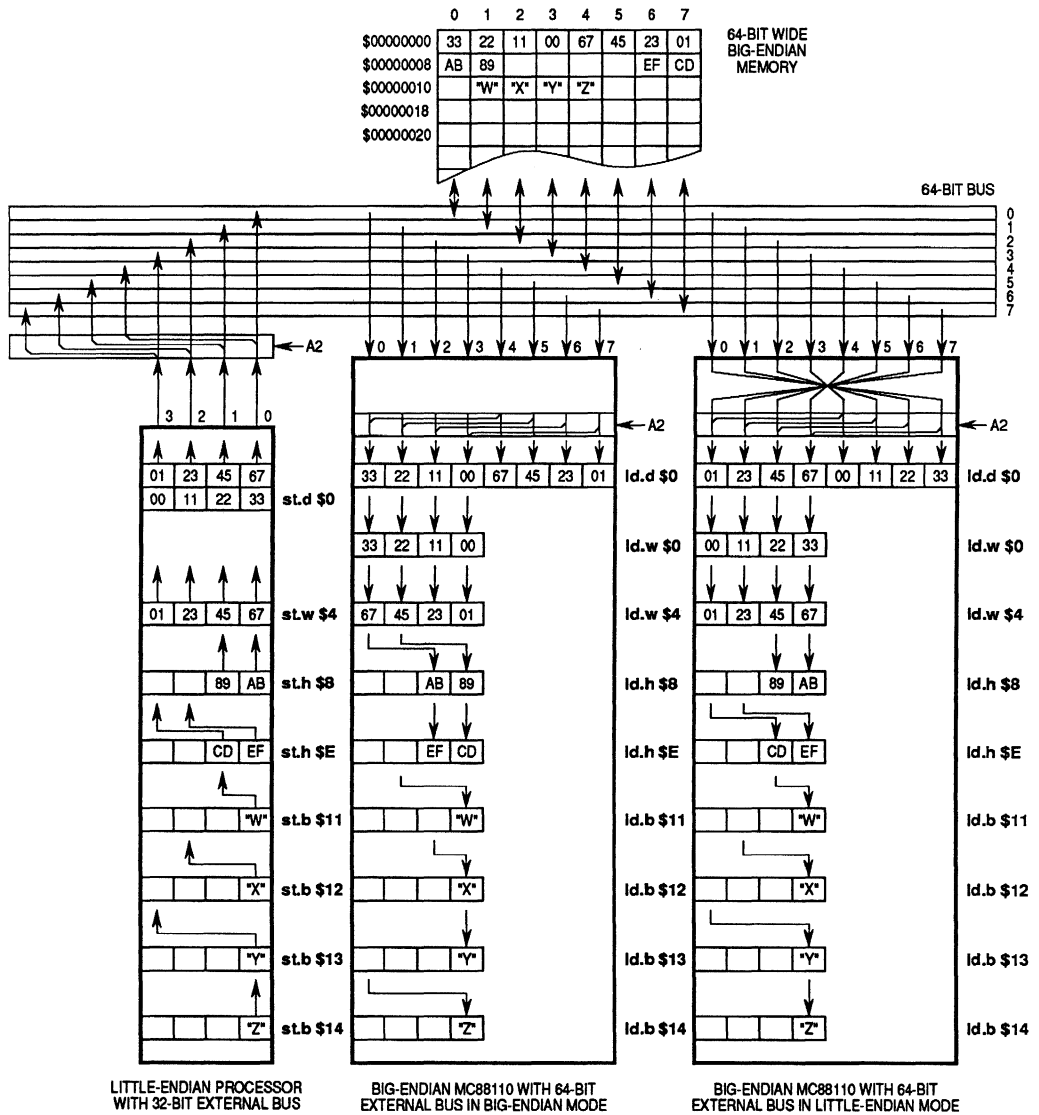 0 1 2 3 4 5 6 7
$00000000 33 22 11 00 67 45 23 01
$00000008 AB 89 EF CD
$00000010 "W" "X" "Y" "Z"
$00000018
$00000020
64-BIT WIDE
BIG-ENDIAN
MEMORY
64-BIT BUS
0
1
2
3
4
5
6
7
A2
3 2 1 0
01 23 45 67
00 11 22 33 st.d $0
01 23 45 67 st.w $4
89 AB st.h $8
CD EF st.h $E
"W" st.b $11
"X" st.b $12
"Y" st.b $13
"Z" st.b $14
LITTLE-ENDIAN PROCESSOR
WITH 32-BIT EXTERNAL BUS
0 1 2 3 4 5 6 7
A2
33 22 11 00 67 45 23 01 ld.d $0
33 22 11 00 ld.w $0
67 45 23 01 ld.w $4
AB 89 ld.h $8
EF CD ld.h $E
"W" ld.b $11
"X" ld.b $12
"Y" ld.b $13
"Z" ld.b $14
BIG-ENDIAN MC88110 WITH 64-BIT
EXTERNAL BUS IN BIG-ENDIAN MODE
0 1 2 3 4 5 6 7
A2
01 23 45 67 00 11 22 33 ld.d $0
00 11 22 33 ld.w $0
01 23 45 67 ld.w $4
89 AB ld.h $8
CD EF ld.h $E
"W" ld.b $11
"X" ld.b $12
"Y" ld.b $13
"Z" ld.b $14
BIG-ENDIAN MC88110 WITH 64-BIT
EXTERNAL BUS IN LITTLE-ENDIAN MODE